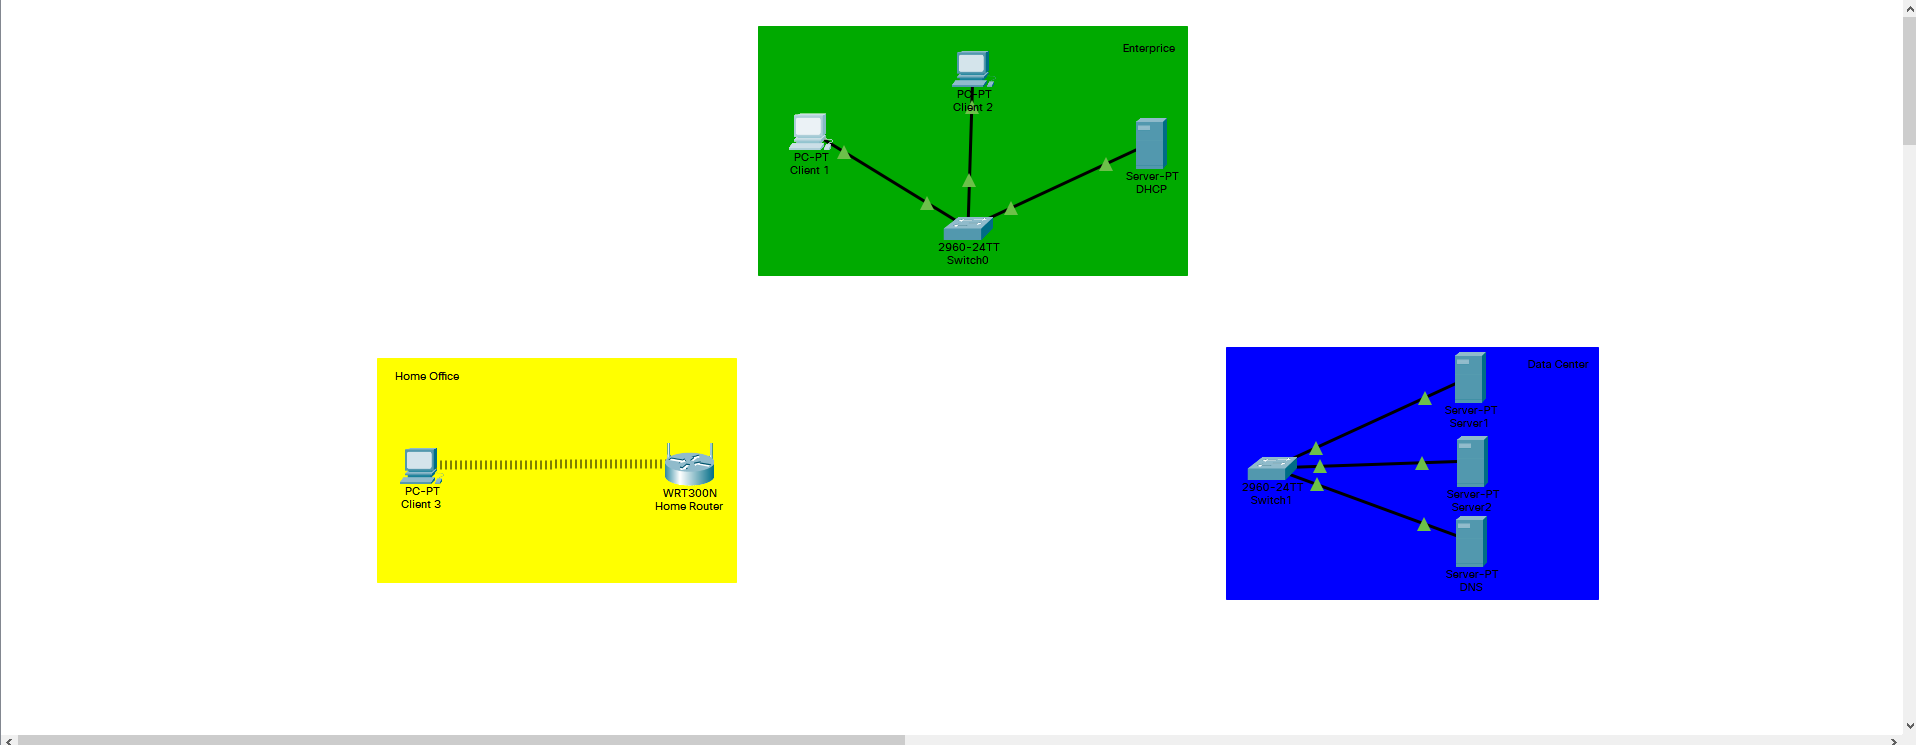 Enterprice
PC-PT
Client 2
PC-PT
Client 1
Server-PT
DHCP
2960-24TT
Switch0
Home Office
PC-PT
Client 3
WRT300N
Home Router
Data Center
Server-PT
Server1
2960-24TT
Switch1
Server-PT
Server2
Server-PT
DNS